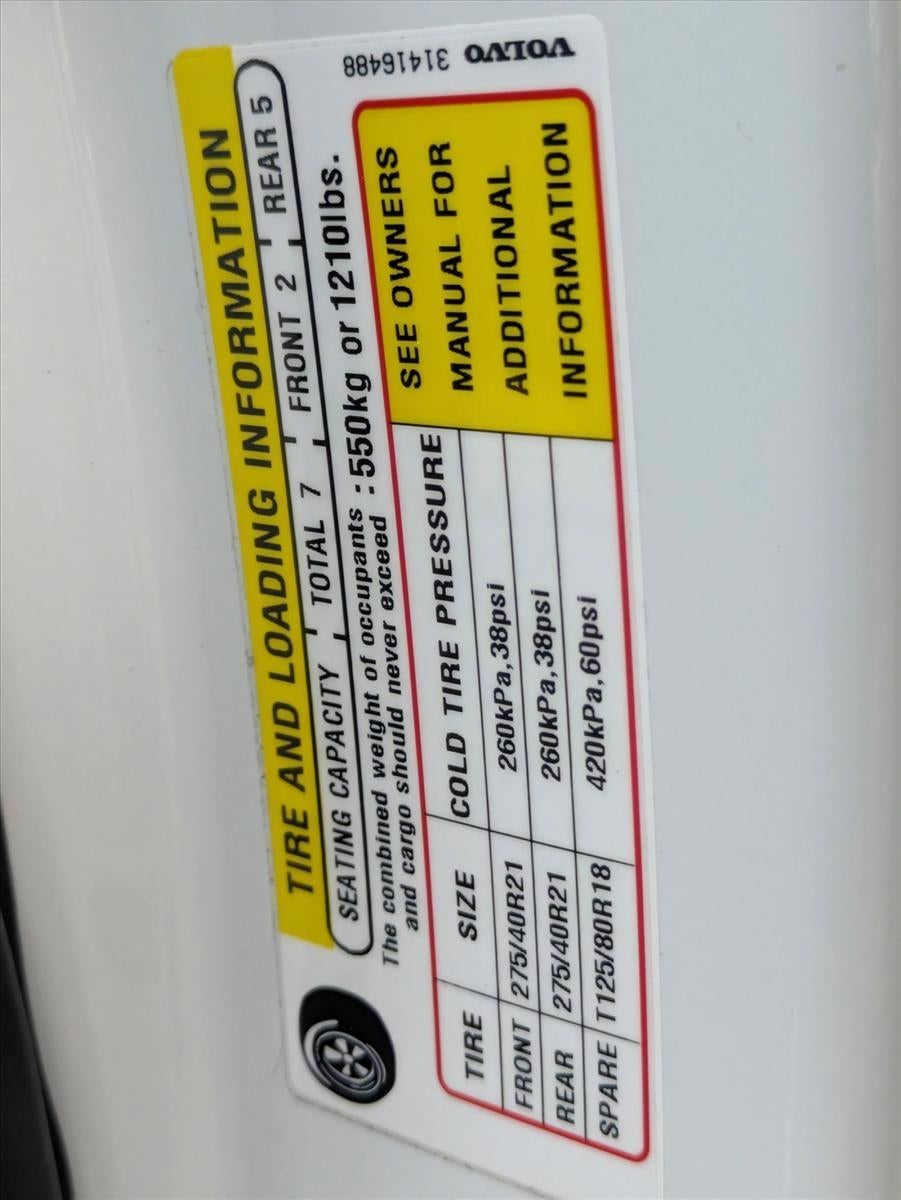 TIRE AND LOADING INFORMATION
SEATING CAPACITY TOTAL 7 FRONT 2 REAR 5
The combined weight of occupants
and cargo should never exceed :550kg or 1210lbs.
TIRE SIZE COLD TIRE PRESSURE
FRONT 275/40R21 260kPa,38psi
REAR 275/40R21 260kPa,38psi
SPARE T125/80R18 420kPa,60psi
SEE OWNERS
MANUAL FOR
ADDITIONAL
INFORMATION
31416488 VOLVO